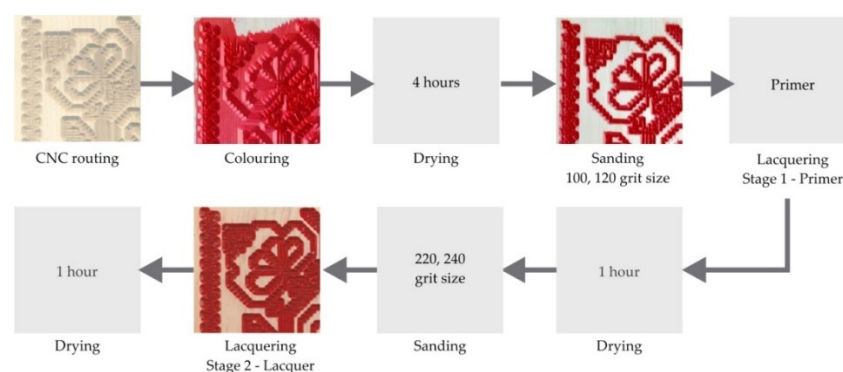 CNC routing
Colouring
4 hours
Drying
Sanding
100, 120 grit size
Primer
Lacquering
Stage 1 - Primer
1 hour
Drying
220, 240
grit size
Sanding
Lacquering
Stage 2 - Lacquer
1 hour
Drying